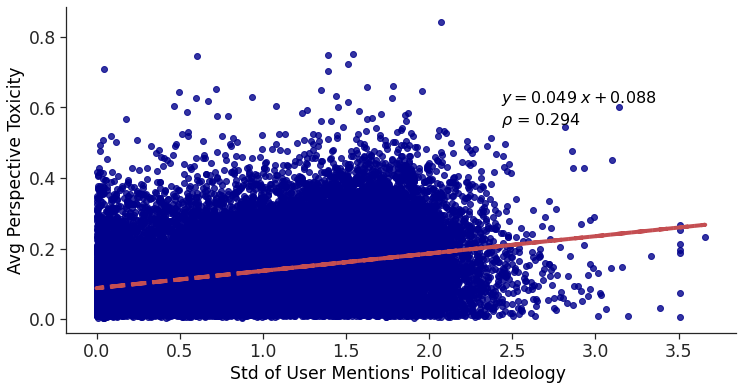 0.8
0.6
0.4
0.2
0.0
Avg Perspective Toxicity
y = 0.049 x + 0.088
ρ = 0.294
0.0 0.5 1.0 1.5 2.0 2.5 3.0 3.5
Std of User Mentions' Political Ideology